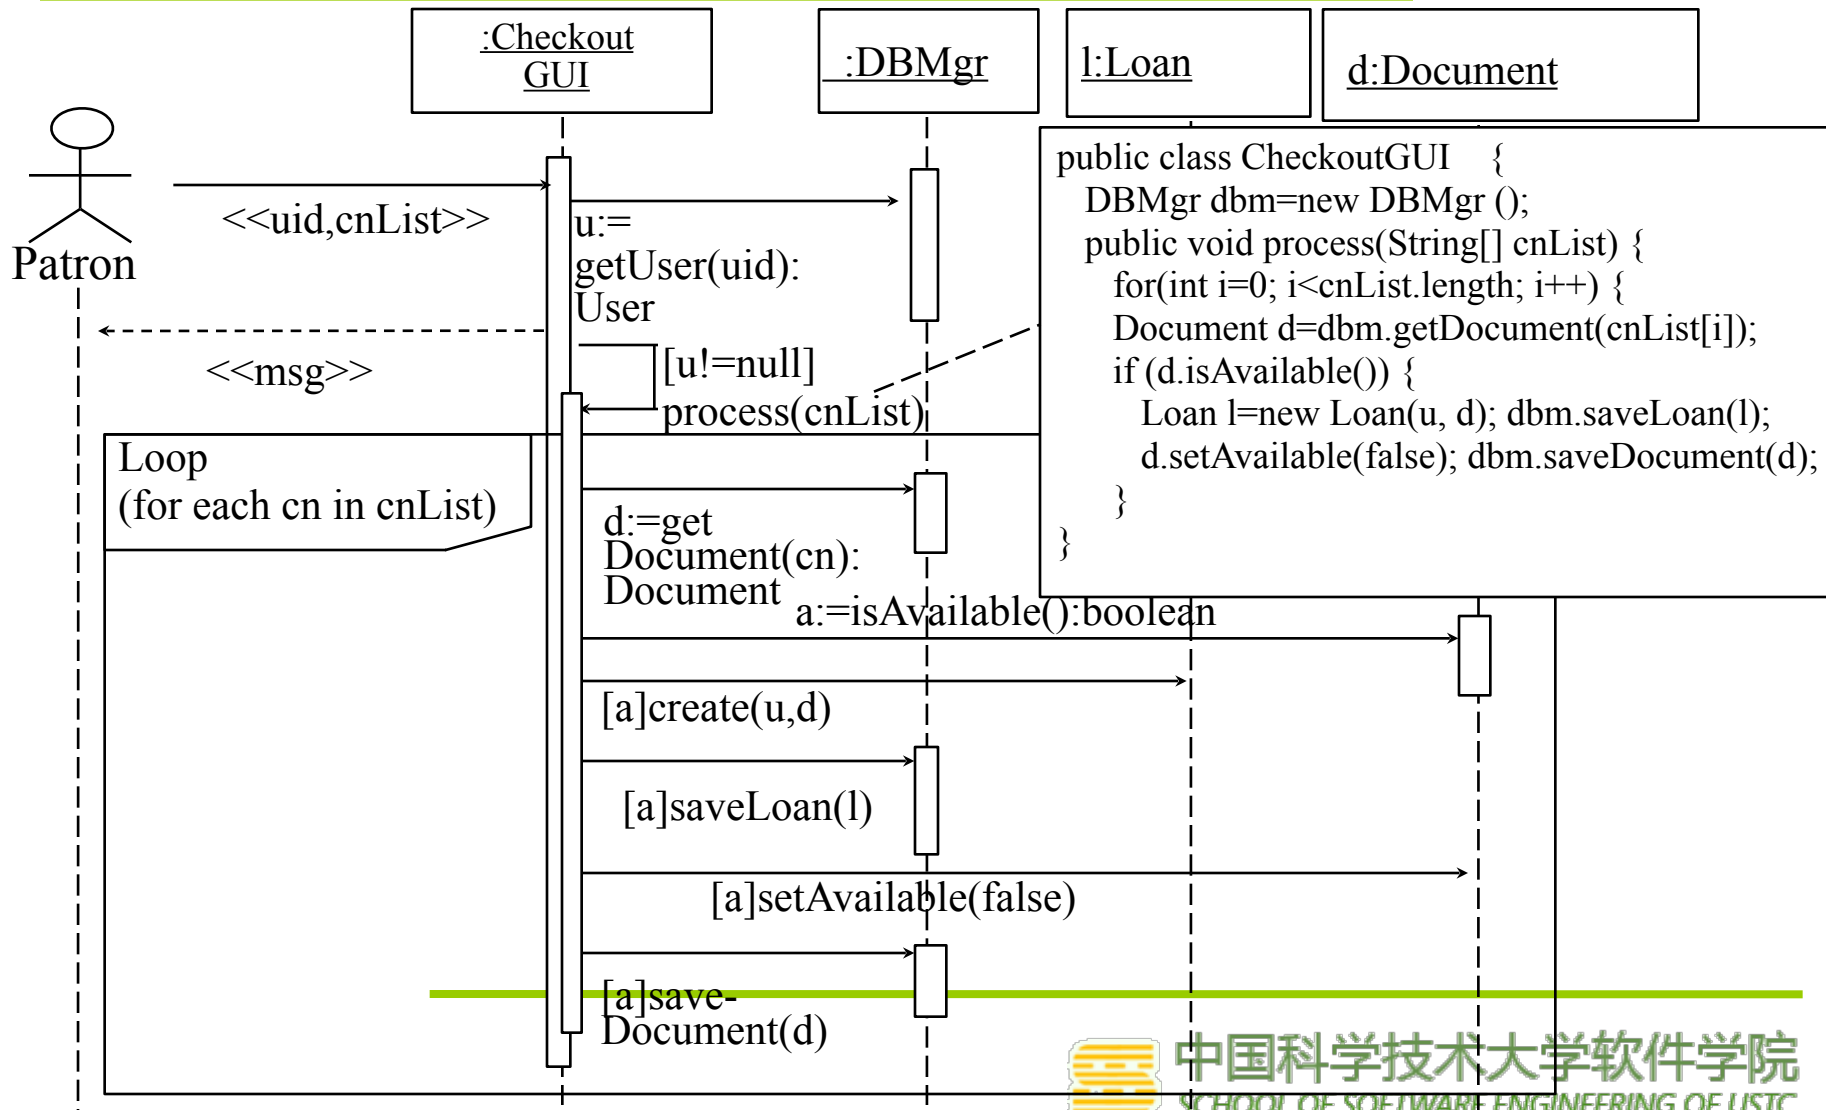 :Checkout
GUI
:DBMgr
l:Loan
d:Document
Patron
<<uid,cnList>>
u:=
getUser(uid):
User
<<msg>>
[u!=null]
process(cnList)
public class CheckoutGUI {
DBMgr dbm=new DBMgr ();
public void process(String[] cnList) {
for(int i=0; i<cnList.length; i++) {
Document d=dbm.getDocument(cnList[i]);
if (d.isAvailable()) {
Loan l=new Loan(u, d); dbm.saveLoan(l);
d.setAvailable(false); dbm.saveDocument(d);
}
}
Loop
(for each cn in cnList)
d:=get
Document(cn):
Document
a:=isAvailable():boolean
[a]create(u,d)
[a]saveLoan(l)
[a]setAvailable(false)
[a]save-
Document(d)
中国科学技术大学软件学院
SCHOOL OF SOFTWARE ENGINEERING OF USTC